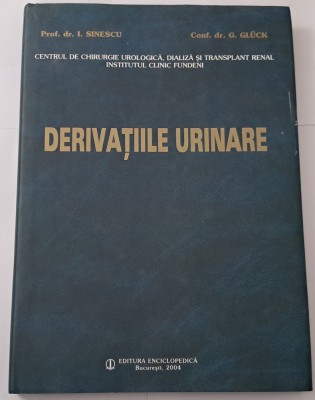 Prof. dr. I. SINESCU Conf. dr. G. GLÜCK
CENTRUL DE CHIRURGIE UROLOGICĂ, DIALIZĂ ȘI TRANSPLANT RENAL
INSTITUTUL CLINIC FUNDENI
DERIVAȚIILE URINARE
EDITURA ENCICLOPEDICĂ
București, 2004